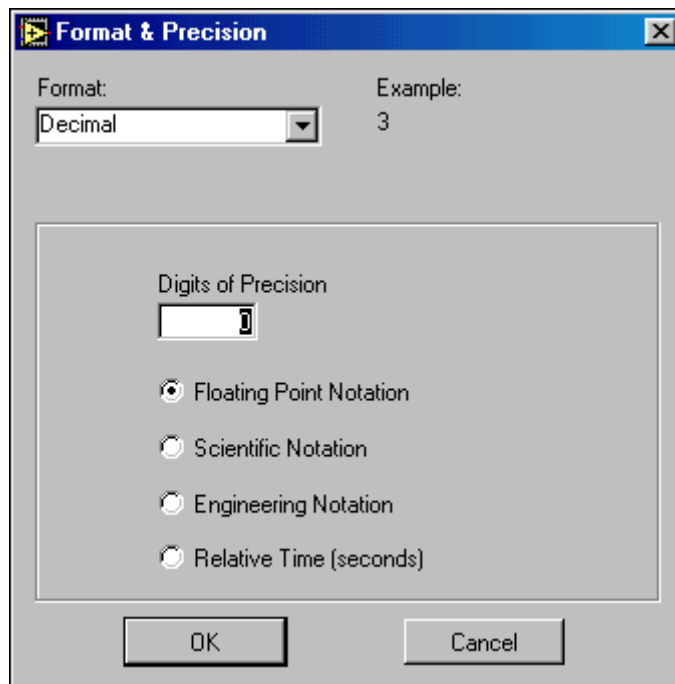 Format & Precision
Format:
Example:
Decimal
3
Digits of Precision
0
Floating Point Notation
Scientific Notation
Engineering Notation
Relative Time (seconds)
OK
Cancel